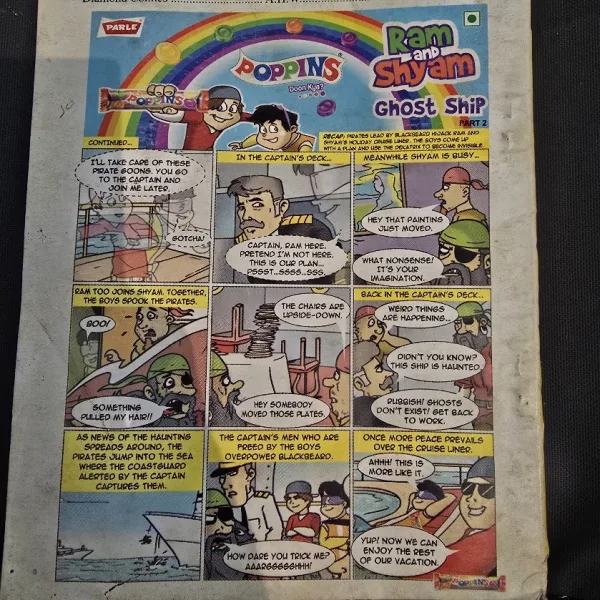 Diamond Comics
PARLE
POPPINS
Doon Kya?
Ram
and
Shyam
GHOST SHIP
PART 2
POPPINS
CONTINUED...
RECAP: PIRATES LEAD BY BLACKBEARD HIJACK RAM AND
SHYAM'S HOLIDAY CRUISE LINER. THE BOYS COME UP
WITH A PLAN AND USE THE DEKATRIX TO BECOME INVISIBLE.
I'LL TAKE CARE OF THESE
PIRATE GOONS. YOU GO
TO THE CAPTAIN AND
JOIN ME LATER.
GOTCHA!
IN THE CAPTAIN'S DECK...
CAPTAIN, RAM HERE.
PRETEND I'M NOT HERE.
THIS IS OUR PLAN...
PSSST..SSSS..SSS.
MEANWHILE SHYAM IS BUSY...
HEY THAT PAINTING
JUST MOVED.
WHAT NONSENSE!
IT'S YOUR
IMAGINATION.
RAM TOO JOINS SHYAM. TOGETHER,
THE BOYS SPOOK THE PIRATES.
BOO!
SOMETHING
PULLED MY HAIR!!
THE CHAIRS ARE
UPSIDE-DOWN.
HEY SOMEBODY
MOVED THOSE PLATES.
BACK IN THE CAPTAIN'S DECK...
WEIRD THINGS
ARE HAPPENING...
DIDN'T YOU KNOW?
THIS SHIP IS HAUNTED.
RUBBISH! GHOSTS
DON'T EXIST! GET BACK
TO WORK.
AS NEWS OF THE HAUNTING
SPREADS AROUND, THE
PIRATES JUMP INTO THE SEA
WHERE THE COASTGUARD
ALERTED BY THE CAPTAIN
CAPTURES THEM.
THE CAPTAIN'S MEN WHO ARE
FREED BY THE BOYS
OVERPOWER BLACKBEARD.
HOW DARE YOU TRICK ME?
AAARGGGGGHHH!
ONCE MORE PEACE PREVAILS
OVER THE CRUISE LINER.
AHHH! THIS IS
MORE LIKE IT.
YUP! NOW WE CAN
ENJOY THE REST
OF OUR VACATION.
POPPINS